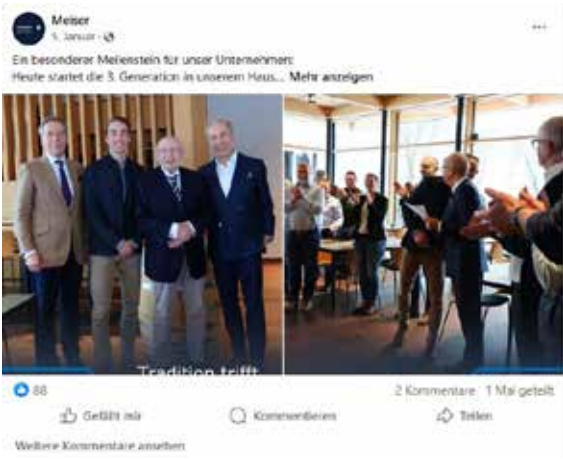 Meiser
5. Januar ·
Ein besonderer Meilenstein für unser Unternehmen:
Heute startet die 3. Generation in unserem Haus... Mehr anzeigen
Tradition trifft
88
2 Kommentare 1 Mal geteilt
Gefällt mir
Kommentieren
Teilen
Weitere Kommentare ansehen